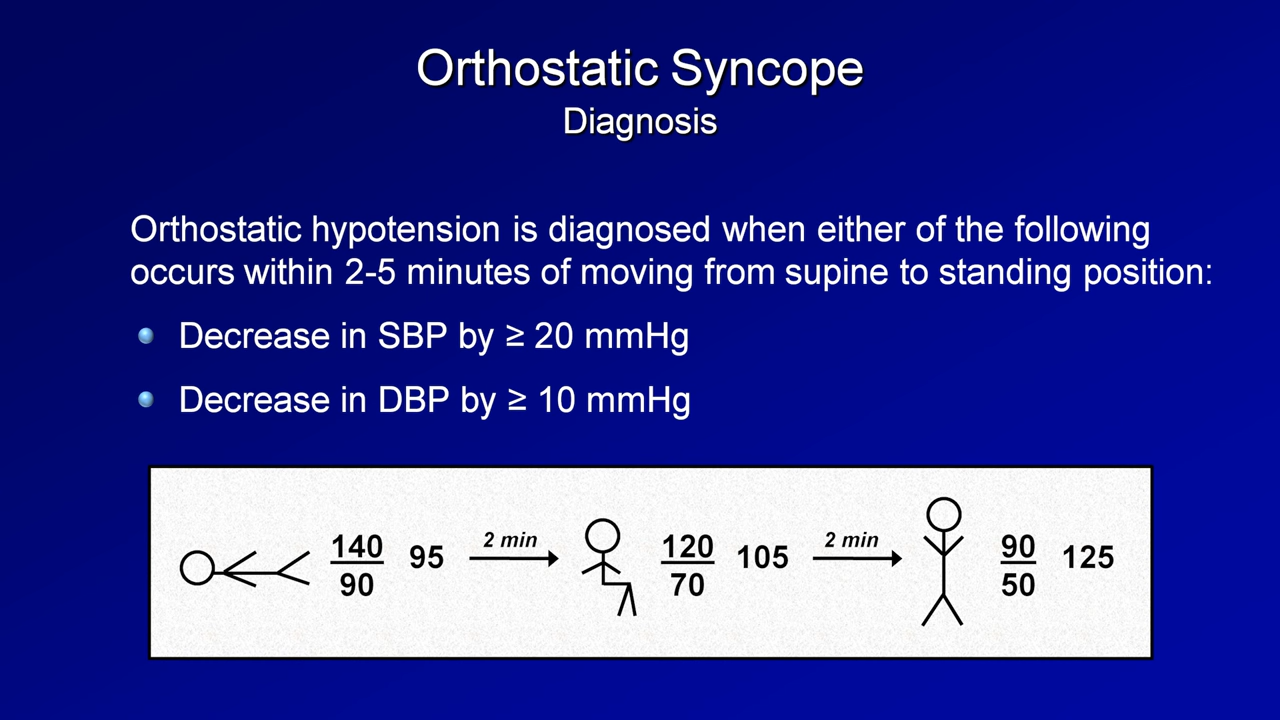 Orthostatic Syncope
Diagnosis
Orthostatic hypotension is diagnosed when either of the following
occurs within 2-5 minutes of moving from supine to standing position:
Decrease in SBP by ≥ 20 mmHg
Decrease in DBP by ≥ 10 mmHg
140
90
95
2 min
120
70
105
2 min
90
50
125